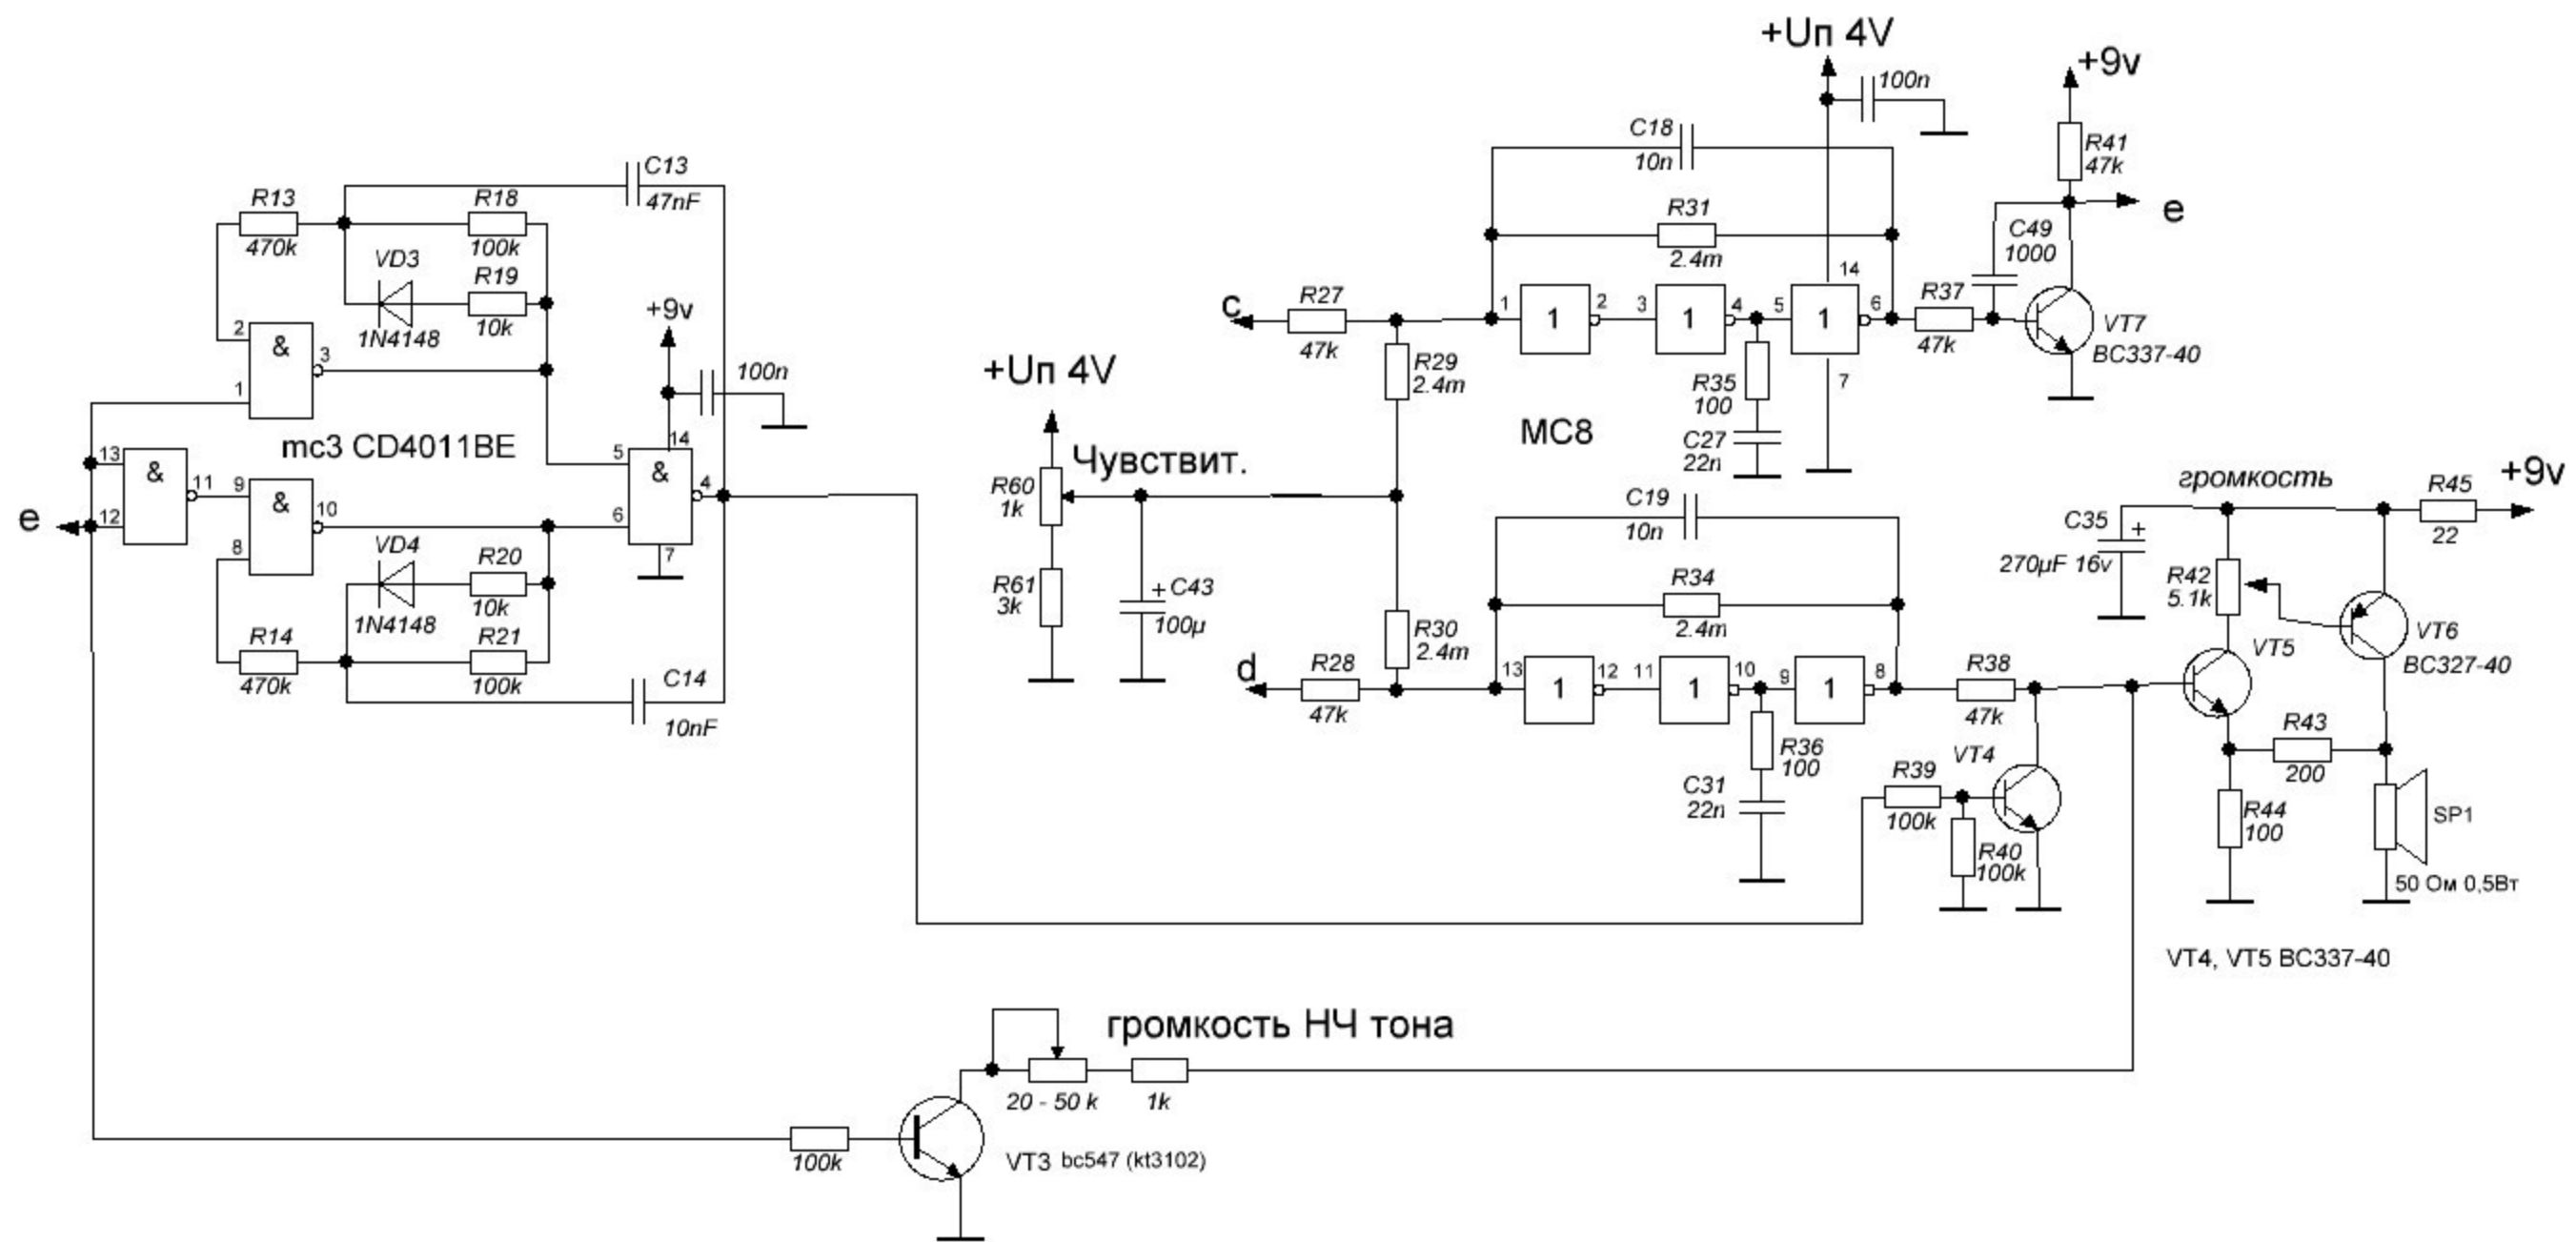 +Uп 4V
100n
+9v
R41
47k
e
C49
1000
C18
10n
R31
2.4m
C13
47nF
R13
470k
R18
100k
VD3
1N4148
R19
10k
2
&
3
1
+9v
100n
14
mc3 CD4011BE
13
&
11
12
e
9
&
10
8
5
&
4
6
7
VD4
1N4148
R20
10k
R14
470k
R21
100k
C14
10nF
c
R27
47k
1
1
2
3
1
4
5
1
6
14
7
R37
47k
VT7
BC337-40
R29
2.4m
R35
100
C27
22n
MC8
+Uп 4V
Чувствит.
R60
1k
R61
3k
+
C43
100µ
C19
10n
R34
2.4m
R30
2.4m
d
R28
47k
13
1
12
11
1
10
9
1
8
R38
47k
R36
100
C31
22n
R39
100k
R40
100k
VT4
громкость
R45
22
+9v
C35
+
270µF 16v
R42
5.1k
VT5
VT6
BC327-40
R43
200
R44
100
SP1
50 Ом 0,5Вт
VT4, VT5 BC337-40
громкость НЧ тона
20 - 50 k
1k
100k
VT3 bc547 (kt3102)